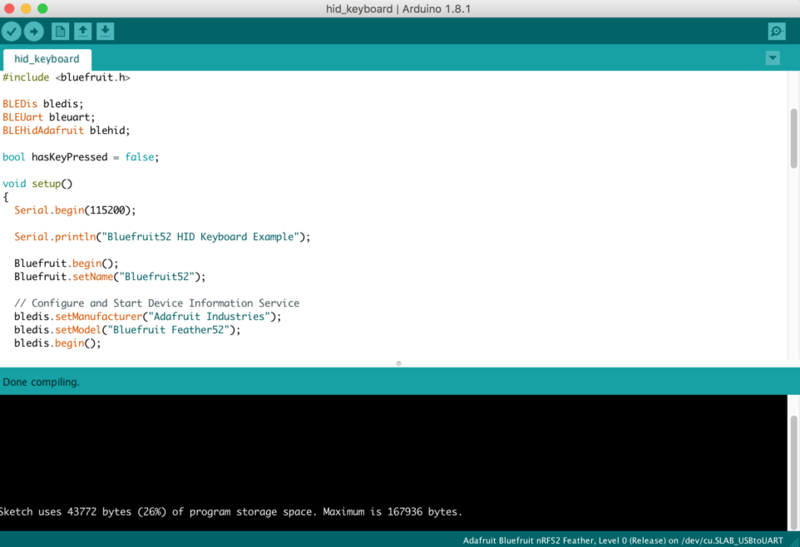 hid_keyboard | Arduino 1.8.1
hid_keyboard
#include <bluefruit.h>
BLEDis bledis;
BLEUart bleuart;
BLEHidAdafruit blehid;
bool hasKeyPressed = false;
void setup()
{
Serial.begin(115200);
Serial.println("Bluefruit52 HID Keyboard Example");
Bluefruit.begin();
Bluefruit.setName("Bluefruit52");
// Configure and Start Device Information Service
bledis.setManufacturer("Adafruit Industries");
bledis.setModel("Bluefruit Feather52");
bledis.begin();
Done compiling.
Sketch uses 43772 bytes (26%) of program storage space. Maximum is 167936 bytes.
Adafruit Bluefruit nRF52 Feather, Level 0 (Release) on /dev/cu.SLAB_USBtoUART